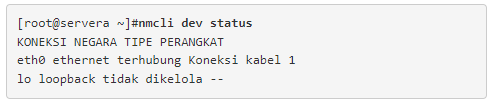 [root@servera ~]#nmcli dev status
KONEKSI NEGARA TIPE PERANGKAT
eth0 ethernet terhubung Koneksi kabel 1
lo loopback tidak dikelola --